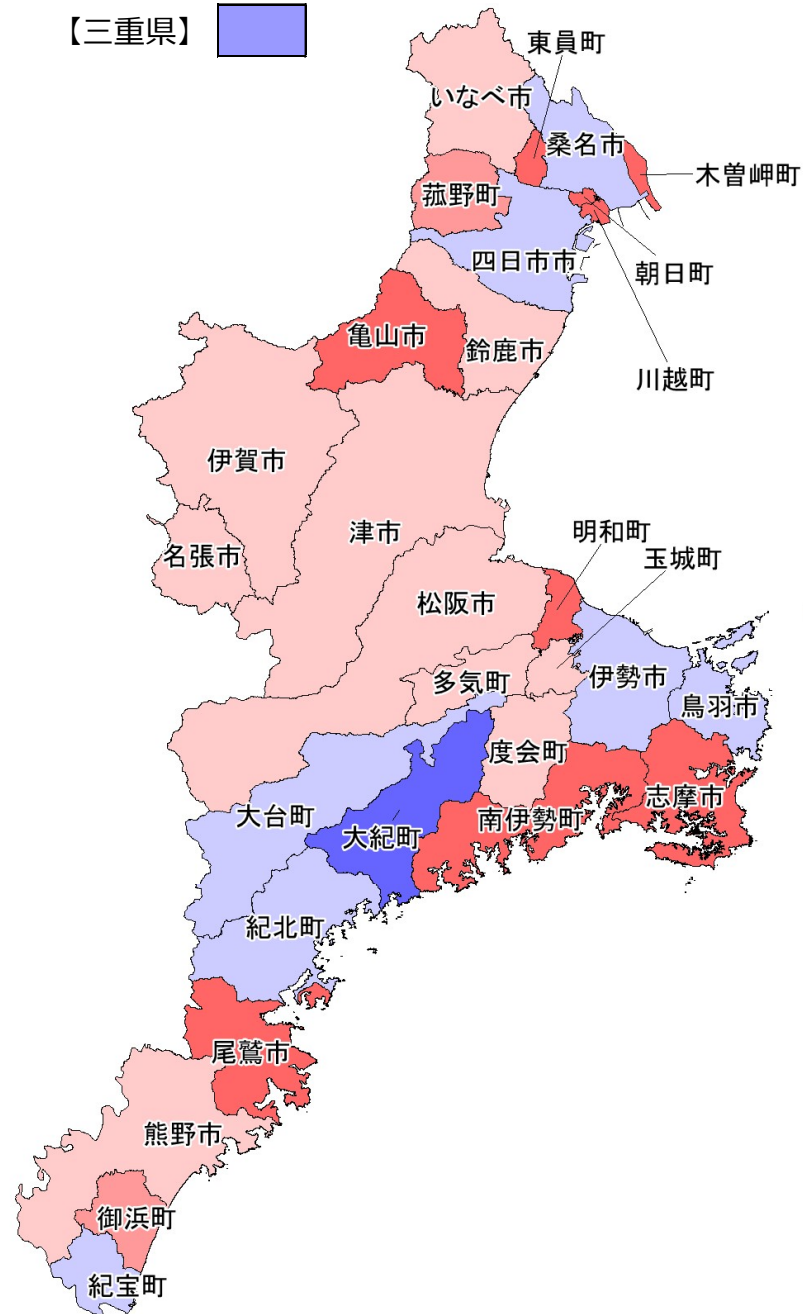 【三重県】
東員町
いなべ市
桑名市
木曽岬町
菰野町
四日市市
朝日町
亀山市
鈴鹿市
川越町
伊賀市
津市
明和町
名張市
玉城町
松阪市
多気町
伊勢市
鳥羽市
度会町
志摩市
大台町
南伊勢町
大紀町
紀北町
尾鷲市
熊野市
御浜町
紀宝町